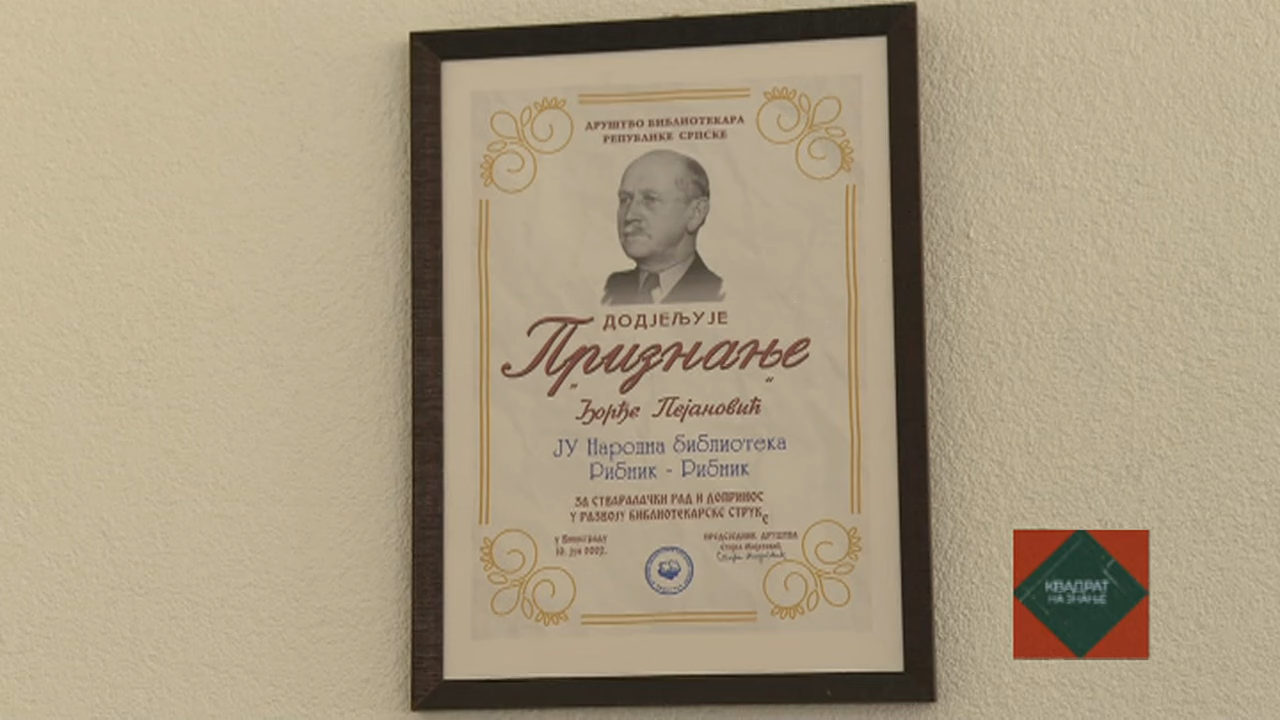 ДРУШТВО БИБЛИОТЕКАРА
РЕПУБЛИКЕ СРПСКЕ
ДОДЈЕЉУЈЕ
Признање
„Ђорђе Пејановић“
ЈУ Народна библиотека
Рибник - Рибник
ЗА СТВАРАЛАЧКИ РАД И ДОПРИНОС
У РАЗВОЈУ БИБЛИОТЕКАРСКЕ СТРУКЕ
у Вишеграду
ПРЕДСЈЕДНИК ДРУШТВА
КВАДРАТ
НА ЗНАЊЕ